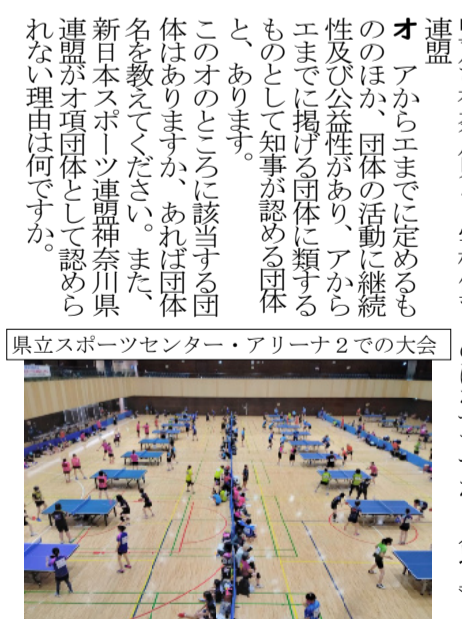 連盟
オ　アからエまでに定めるも
ののほか、団体の活動に継続
性及び公益性があり、アから
エまでに掲げる団体に類する
ものとして知事が認める団体
と、あります。
このオのところに該当する団
体はありますか、あれば団体
名を教えてください。また、
新日本スポーツ連盟神奈川県
連盟がオ項団体として認めら
れない理由は何ですか。
県立スポーツセンター・アリーナ２での大会